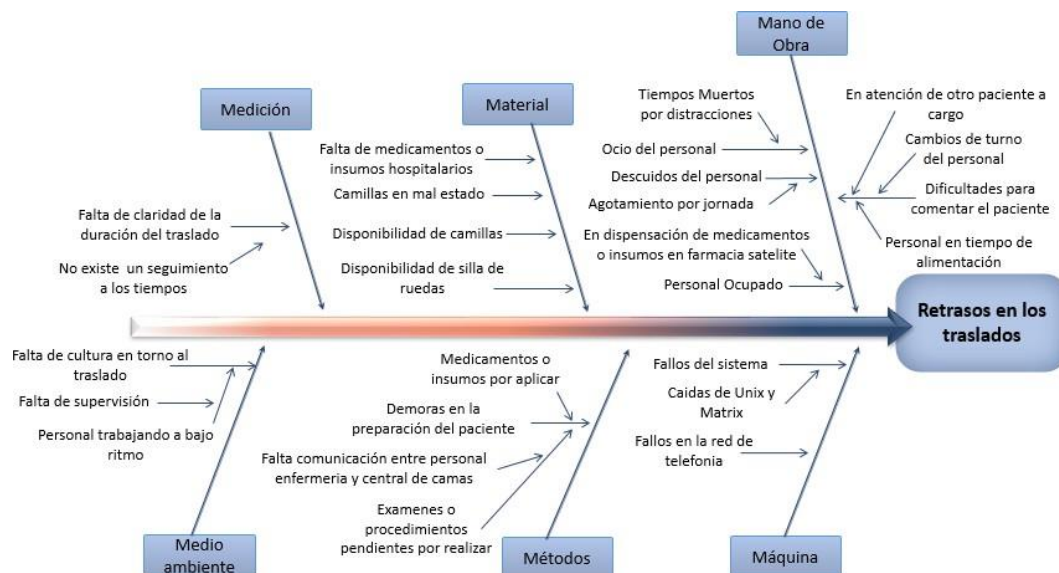 Mano de
Obra
Medición
Material
Tiempos Muertos
por distracciones
Ocio del personal
Descuidos del personal
Agotamiento por jornada
En dispensación de medicamentos
o insumos en farmacia satelite
Personal Ocupado
En atención de otro paciente a
cargo
Cambios de turno
del personal
Dificultades para
comentar el paciente
Personal en tiempo de
alimentación
Falta de medicamentos o
insumos hospitalarios
Camillas en mal estado
Disponibilidad de camillas
Disponibilidad de silla de
ruedas
Falta de claridad de la
duración del traslado
No existe un seguimiento
a los tiempos
Retrasos en los
traslados
Falta de cultura en torno al
traslado
Falta de supervisión
Personal trabajando a bajo
ritmo
Medicamentos o
insumos por aplicar
Demoras en la
preparación del paciente
Falta comunicación entre personal
enfermeria y central de camas
Examenes o
procedimientos
pendientes por realizar
Fallos del sistema
Caidas de Unix y
Matrix
Fallos en la red de
telefonia
Medio
ambiente
Métodos
Máquina